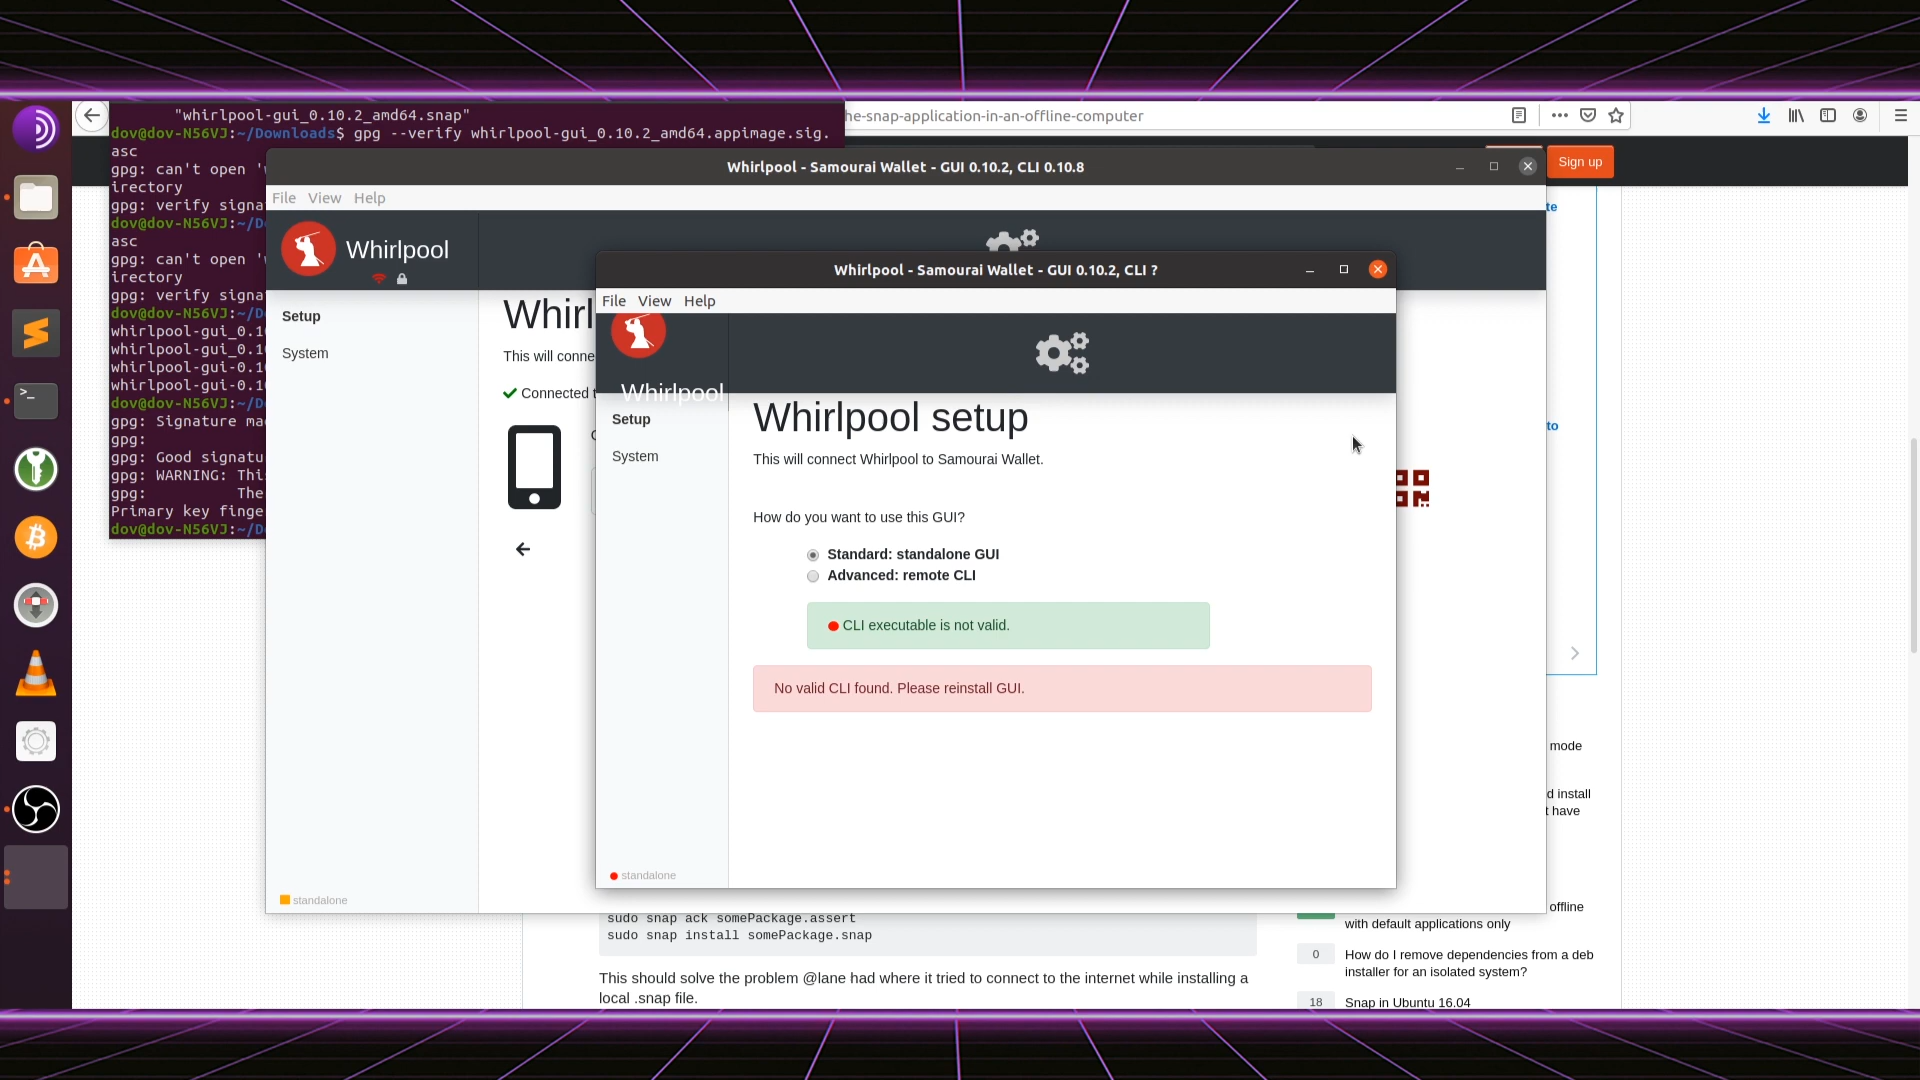 "whirlpool-gui_0.10.2_amd64.snap"
dov@dov-N56VJ:~/Downloads$ gpg --verify whirlpool-gui_0.10.2_amd64.appimage.sig.
asc
gpg: can't open '
irectory
gpg: verify signa
dov@dov-N56VJ:~/D
asc
gpg: can't open '
irectory
gpg: verify signa
dov@dov-N56VJ:~/D
whirlpool-gui_0.1
whirlpool-gui_0.1
whirlpool-gui-0.1
whirlpool-gui-0.1
dov@dov-N56VJ:~/D
gpg: Signature ma
gpg:
gpg: Good signatu
gpg: WARNING: Thi
gpg: The
Primary key finge
dov@dov-N56VJ:~/D
he-snap-application-in-an-offline-computer
Sign up
Whirlpool - Samourai Wallet - GUI 0.10.2, CLI 0.10.8
File View Help
Whirlpool
Setup
System
Whirl
This will conne
Connected t
standalone
Whirlpool - Samourai Wallet - GUI 0.10.2, CLI ?
File View Help
Whirlpool
Setup
System
Whirlpool setup
This will connect Whirlpool to Samourai Wallet.
How do you want to use this GUI?
Standard: standalone GUI
Advanced: remote CLI
CLI executable is not valid.
No valid CLI found. Please reinstall GUI.
standalone
te
to
mode
d install
t have
offline
with default applications only
0 How do I remove dependencies from a deb
installer for an isolated system?
18 Snap in Ubuntu 16.04
sudo snap ack somePackage.assert
sudo snap install somePackage.snap
This should solve the problem @lane had where it tried to connect to the internet while installing a
local .snap file.